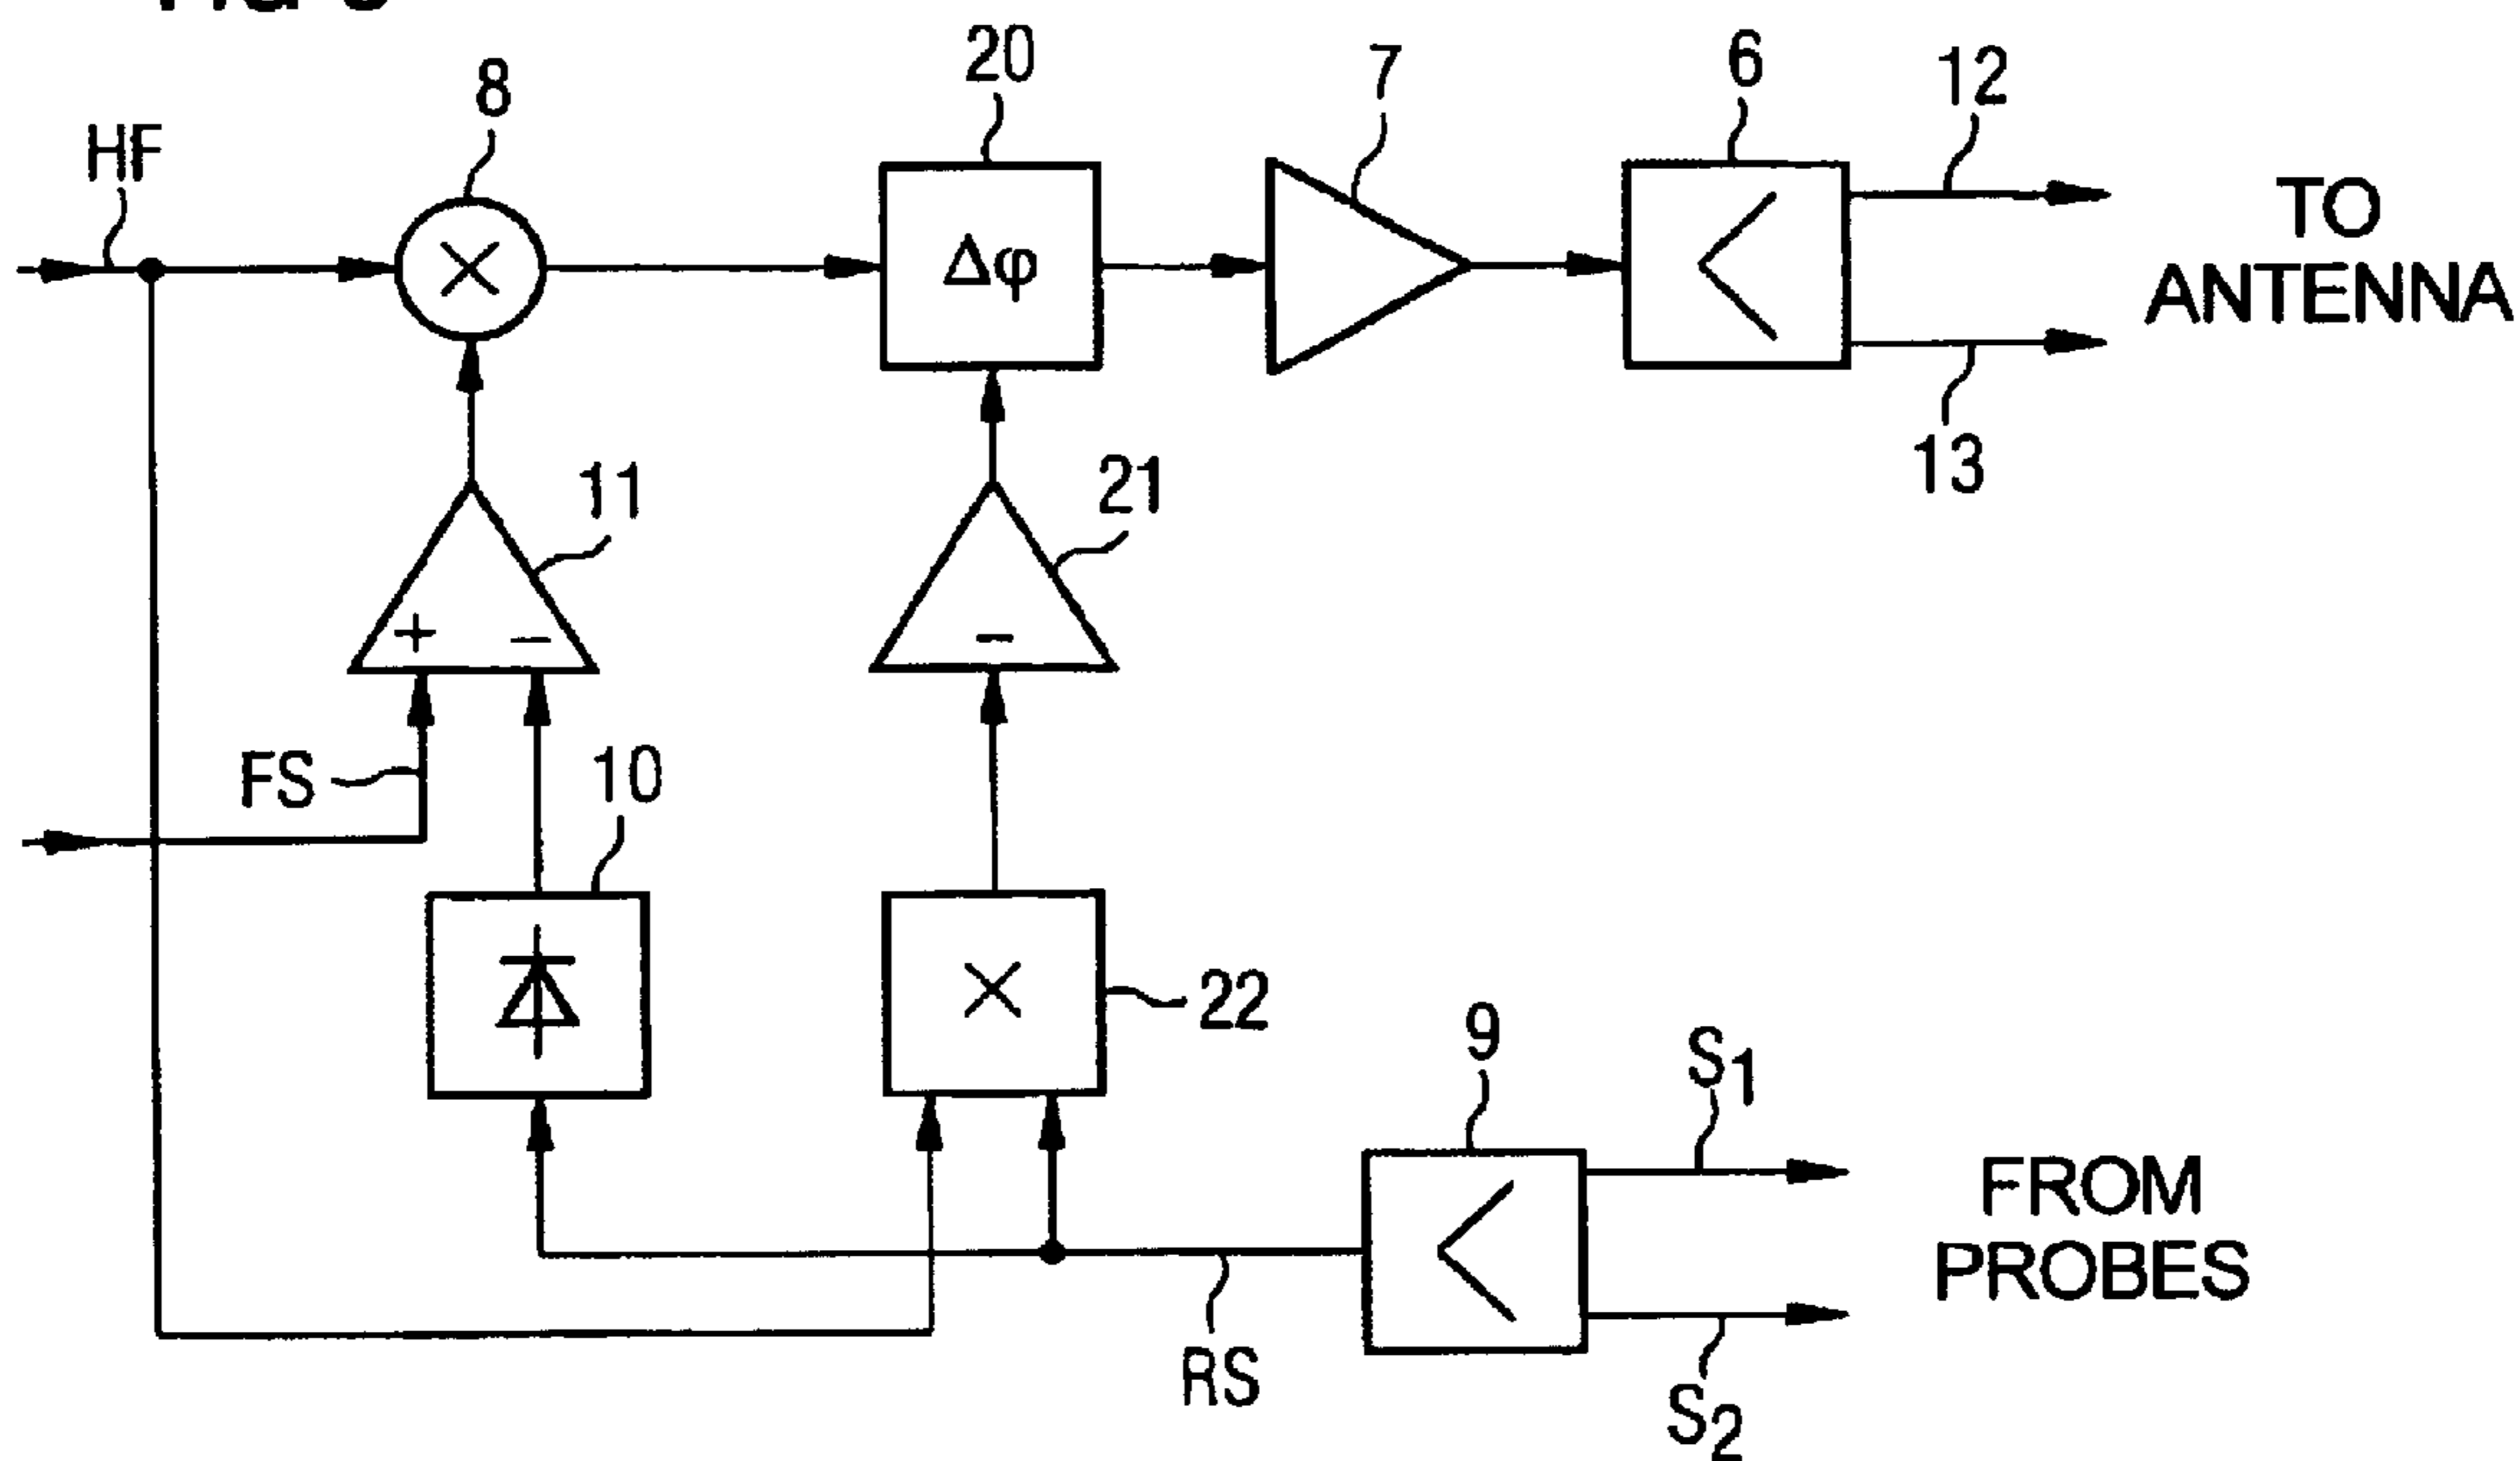 8
20
7
6
12
HF
TO
ANTENNA
Δφ
13
11
21
+ −
−
FS
10
×
22
9
S1
FROM
PROBES
RS
S2